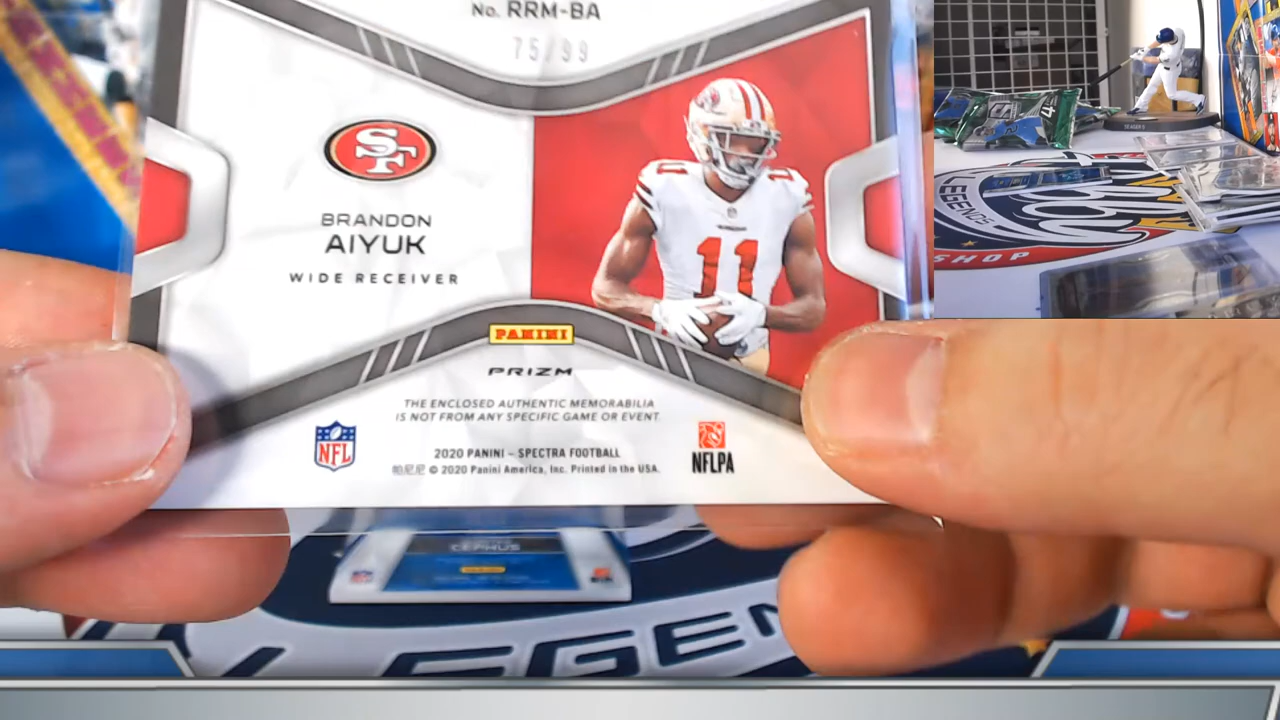 No. RRM-BA
75/99
SF
BRANDON
AIYUK
WIDE RECEIVER
11
PANINI
PRIZM
THE ENCLOSED AUTHENTIC MEMORABILIA
IS NOT FROM ANY SPECIFIC GAME OR EVENT.
2020 PANINI – SPECTRA FOOTBALL
© 2020 Panini America, Inc. Printed in the USA.
NFL
NFLPA
CEPHUS
LEGEN
LEGENDS
SHOP